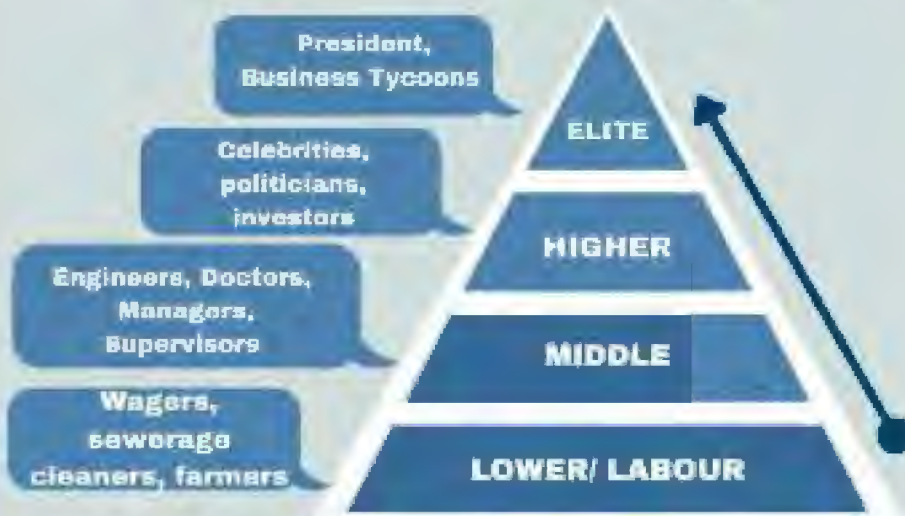 President,
Business Tycoons
ELITE
Celebrities,
politicians,
investors
HIGHER
Engineers, Doctors,
Managers,
Supervisors
MIDDLE
Wagers,
sewerage
cleaners, farmers
LOWER/ LABOUR